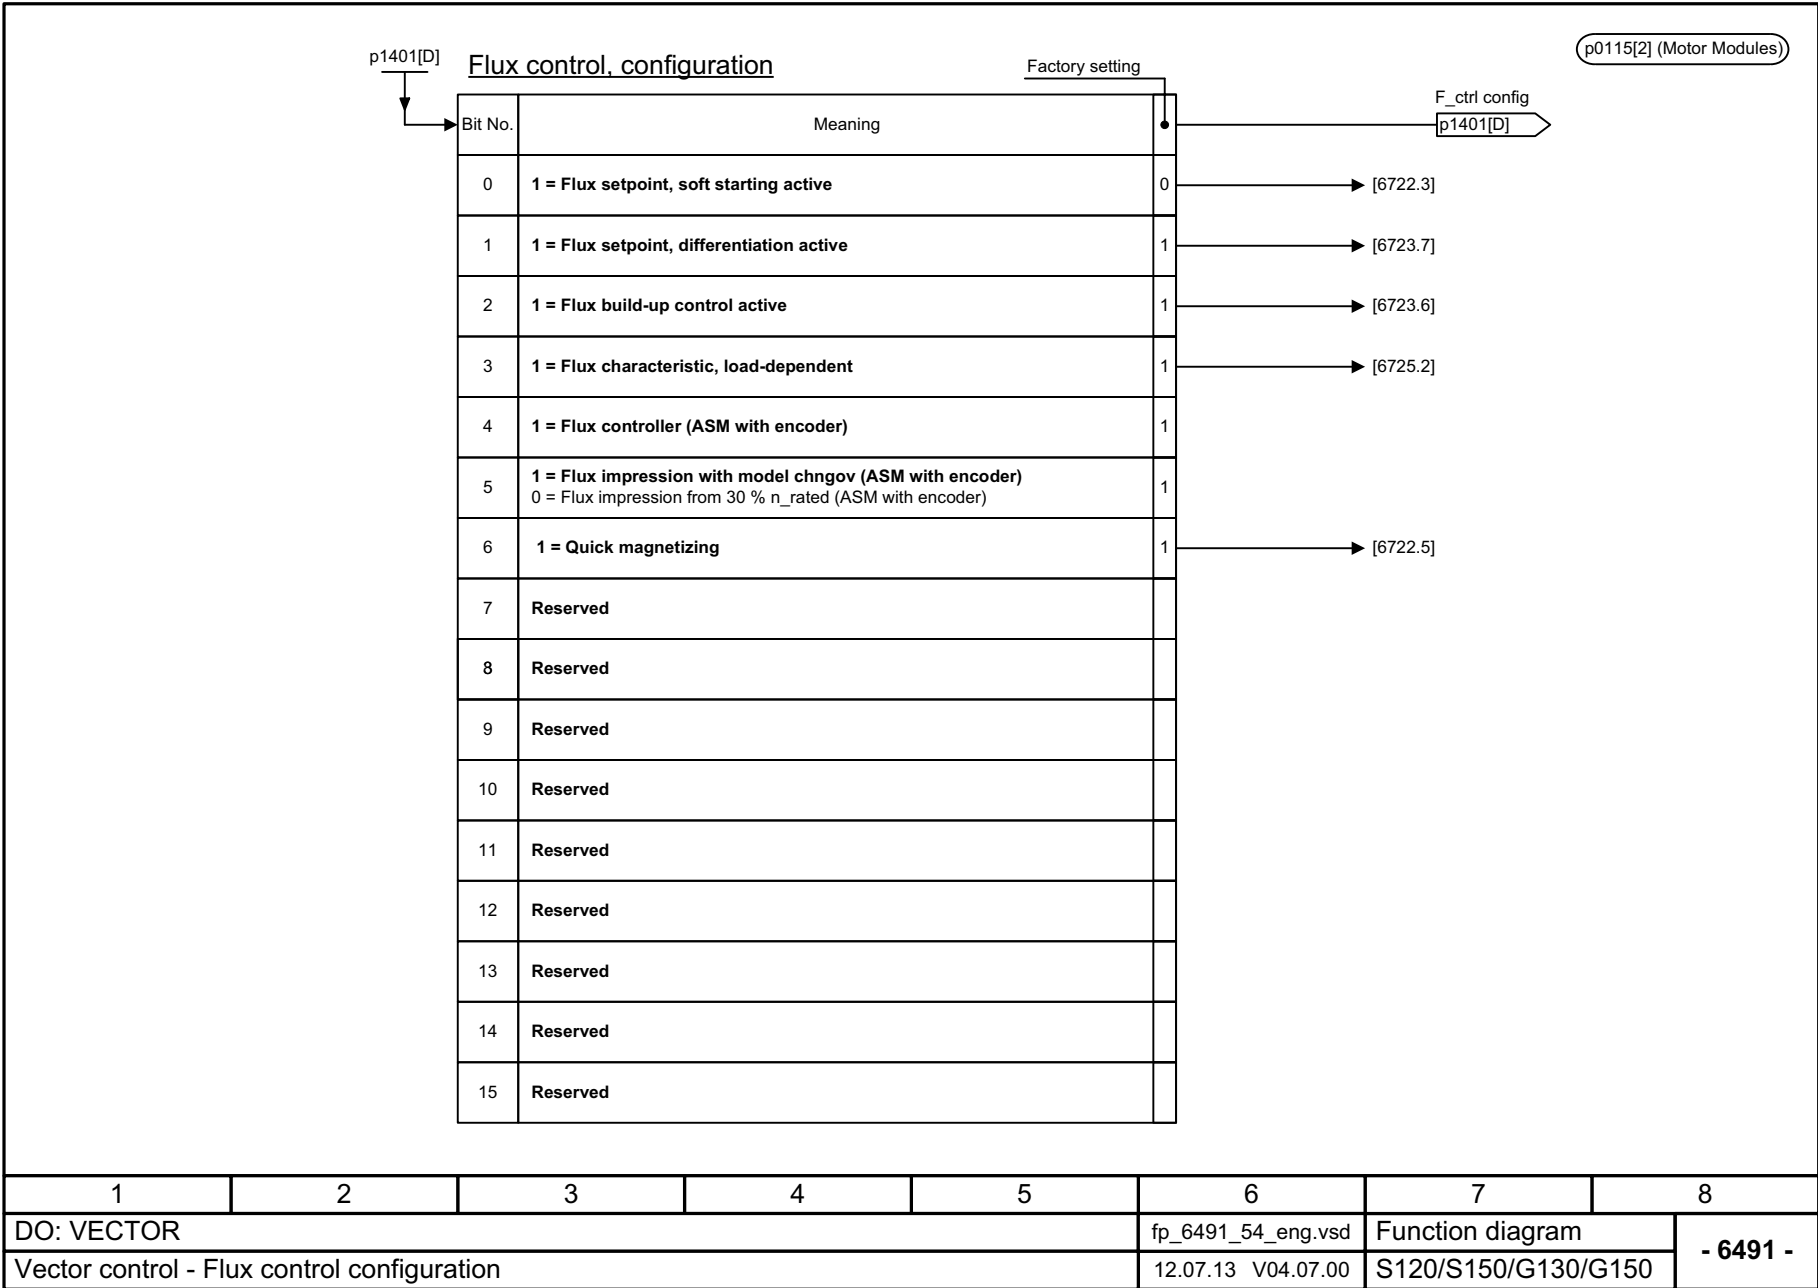 p1401[D]
Flux control, configuration
Factory setting
p0115[2] (Motor Modules)
F_ctrl config
Bit No. Meaning p1401[D]
0 1 = Flux setpoint, soft starting active 0 [6722.3]
1 1 = Flux setpoint, differentiation active 1 [6723.7]
2 1 = Flux build-up control active 1 [6723.6]
3 1 = Flux characteristic, load-dependent 1 [6725.2]
4 1 = Flux controller (ASM with encoder) 1
5 1 = Flux impression with model chngov (ASM with encoder) 1
0 = Flux impression from 30 % n_rated (ASM with encoder)
6 1 = Quick magnetizing 1 [6722.5]
7 Reserved
8 Reserved
9 Reserved
10 Reserved
11 Reserved
12 Reserved
13 Reserved
14 Reserved
15 Reserved
1 2 3 4 5 6 7 8
DO: VECTOR fp_6491_54_eng.vsd Function diagram - 6491 -
Vector control - Flux control configuration 12.07.13 V04.07.00 S120/S150/G130/G150